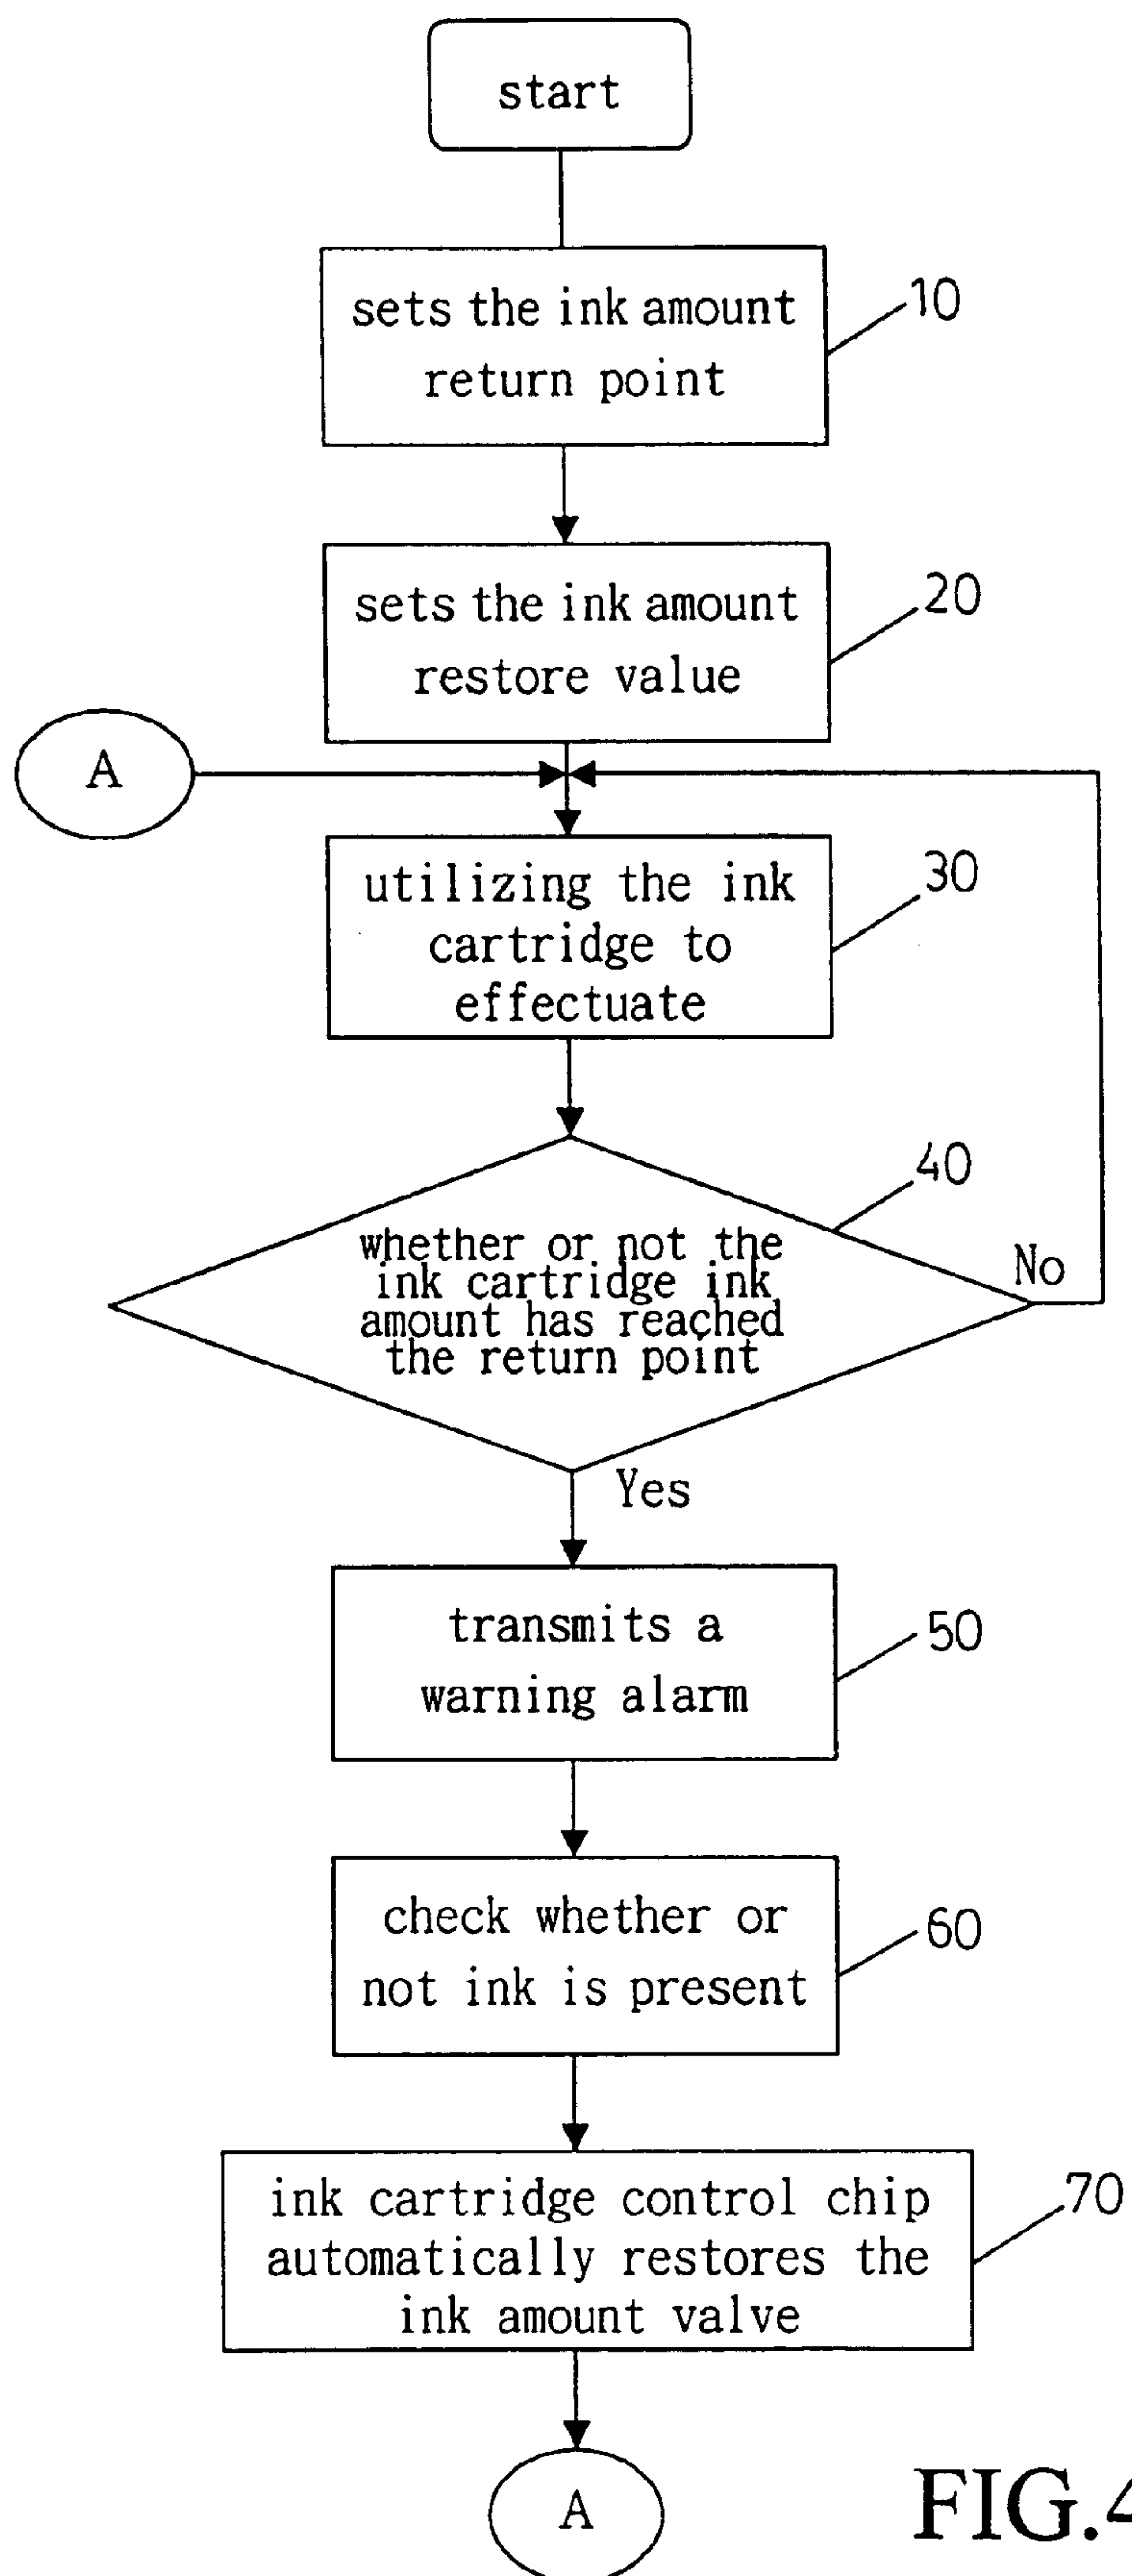 start
sets the ink amount
return point
10
sets the ink amount
restore value
20
A
utilizing the ink
cartridge to
effectuate
30
whether or not the
ink cartridge ink
amount has reached
the return point
40
No
Yes
transmits a
warning alarm
50
check whether or
not ink is present
60
ink cartridge control chip
automatically restores the
ink amount valve
70
A
FIG.4